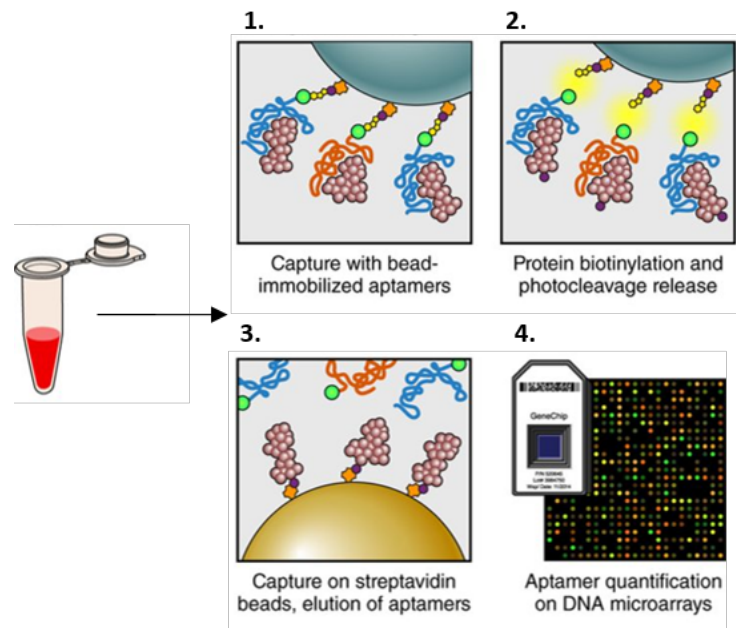 1.
2.
Capture with bead-
immobilized aptamers
Protein biotinylation and
photocleavage release
3.
4.
GeneChip
Capture on streptavidin
beads, elution of aptamers
Aptamer quantification
on DNA microarrays